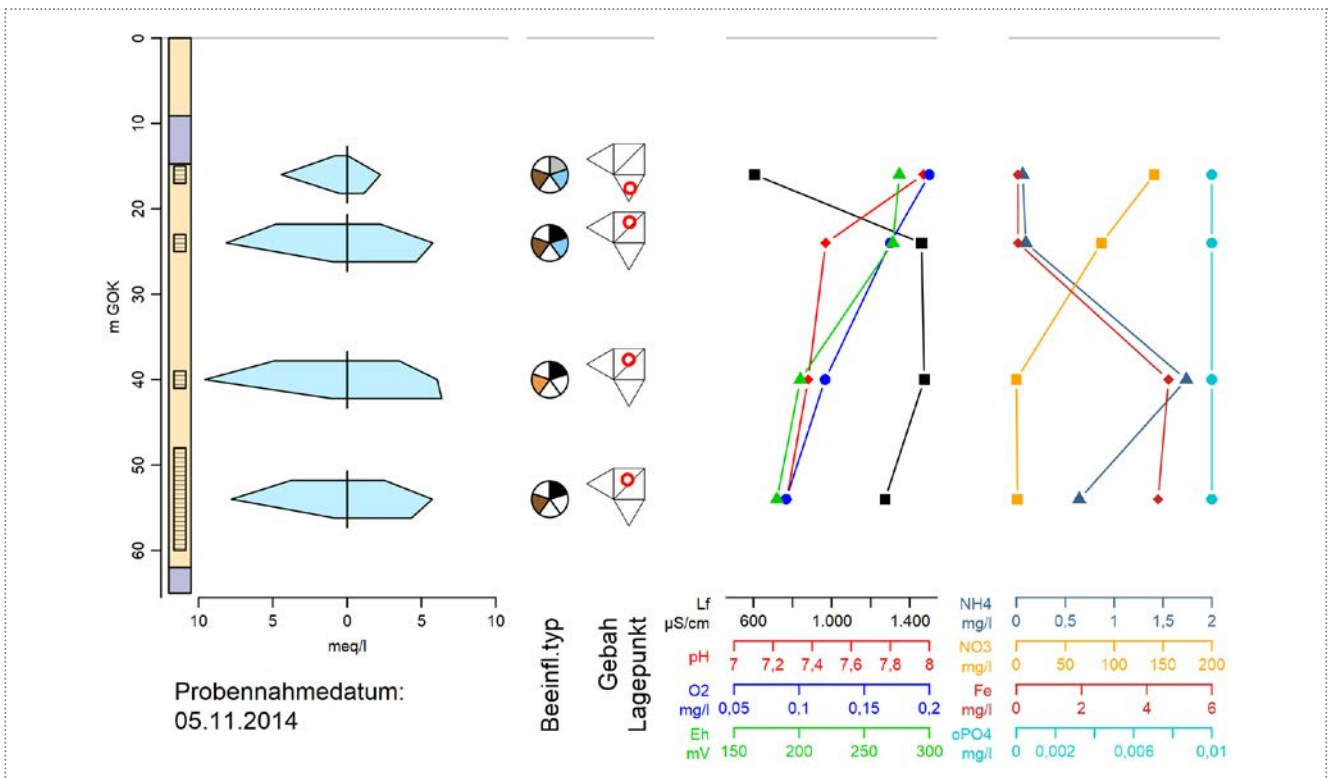 0
10
20
30
40
50
60
m GOK
10 5 0 5 10
meq/l
Probennahmedatum:
05.11.2014
Beeinfl.typ
Gebah
Lagepunkt
Lf
µS/cm
600 1.000 1.400
pH
7 7,2 7,4 7,6 7,8 8
O2
mg/l
0,05 0,1 0,15 0,2
Eh
mV
150 200 250 300
NH4
mg/l
0 0,5 1 1,5 2
NO3
mg/l
0 50 100 150 200
Fe
mg/l
0 2 4 6
oPO4
mg/l
0 0,002 0,006 0,01